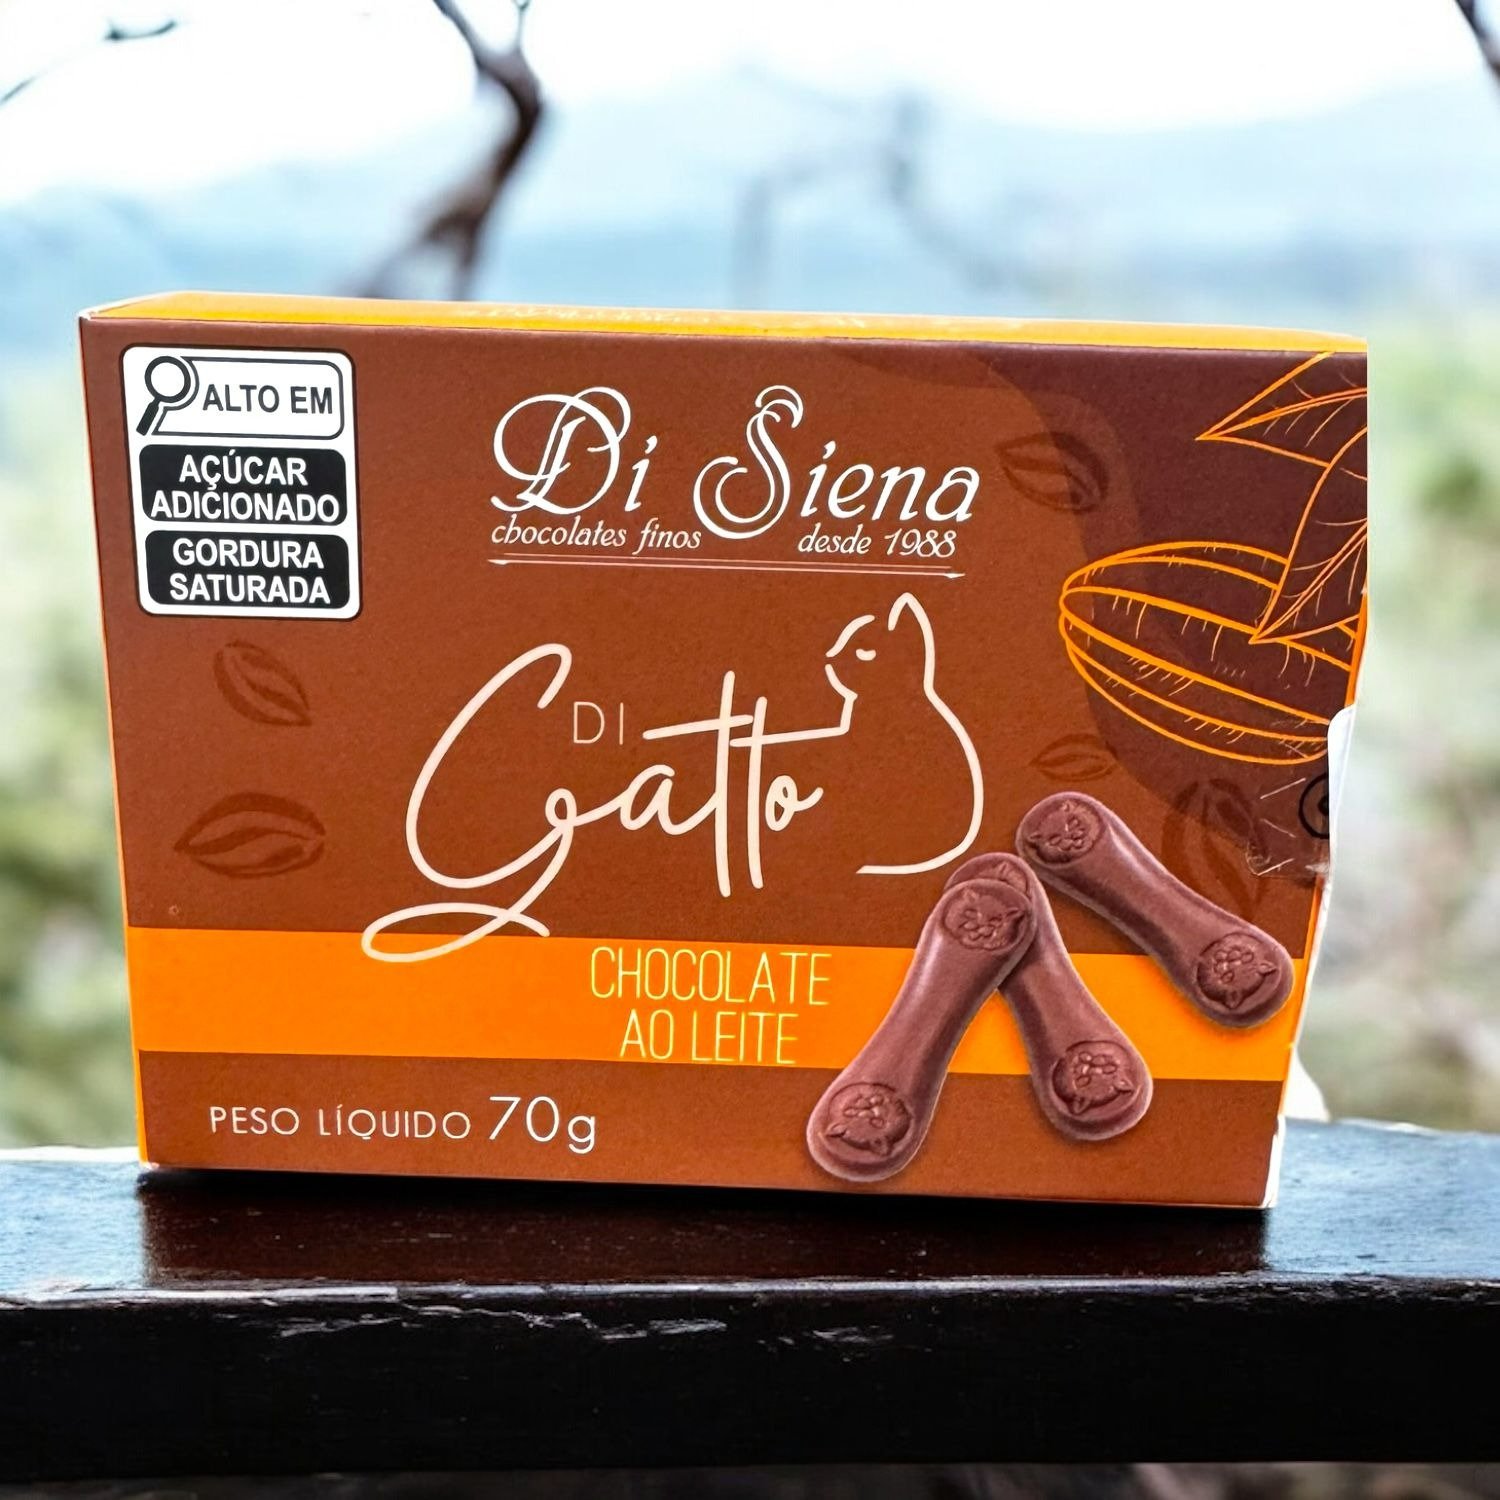 ALTO EM
AÇÚCAR
ADICIONADO
GORDURA
SATURADA
Di Siena
chocolates finos desde 1988
DI
Gatto
CHOCOLATE
AO LEITE
PESO LÍQUIDO 70g